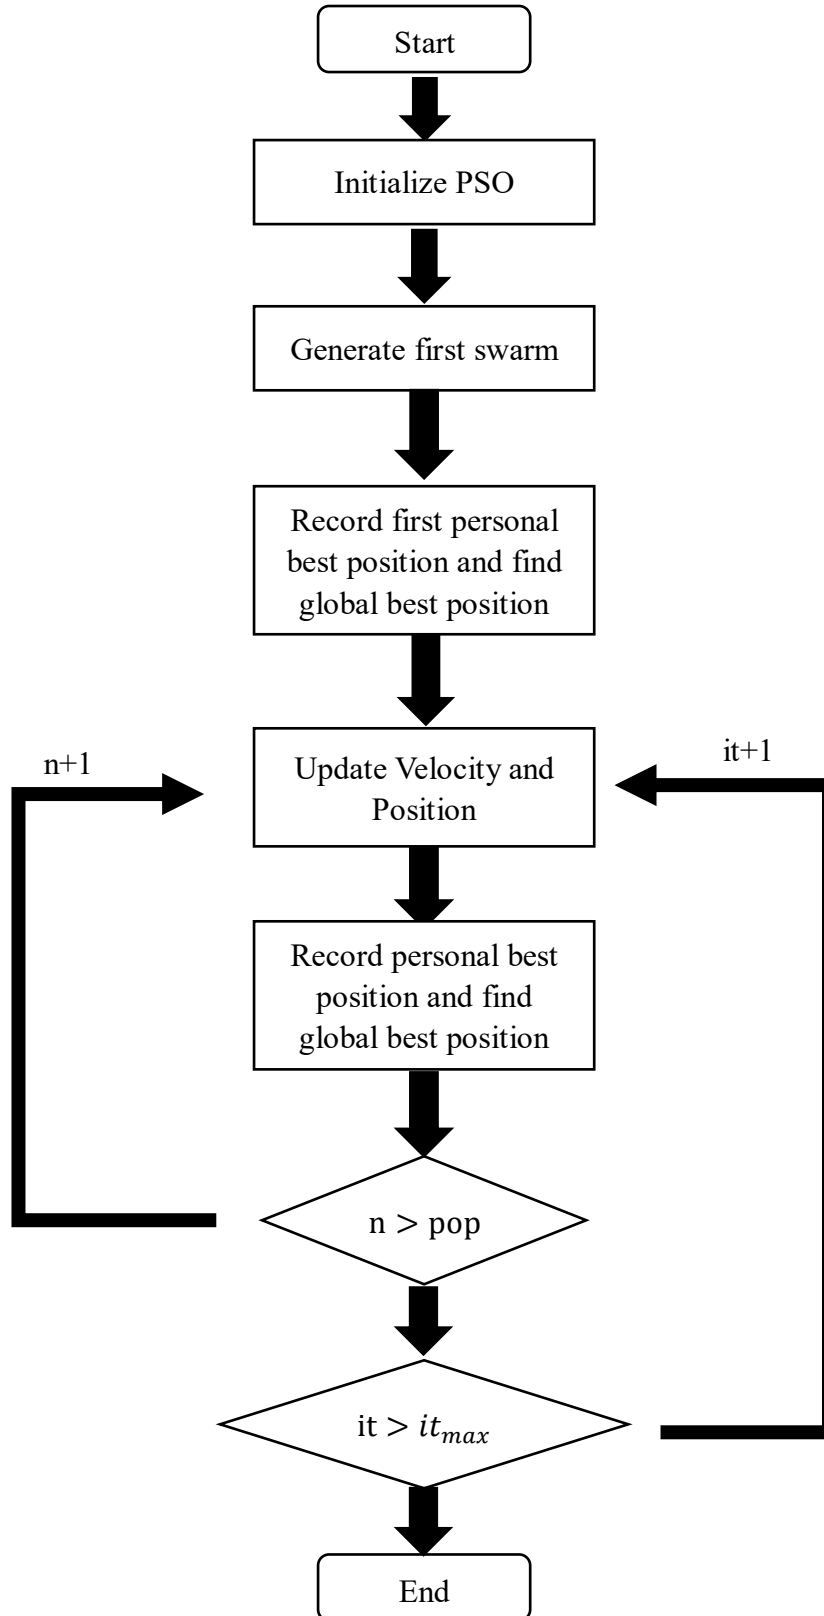 Start
Initialize PSO
Generate first swarm
Record first personal
best position and find
global best position
n+1
it+1
Update Velocity and
Position
Record personal best
position and find
global best position
n > pop
it > it_max
End